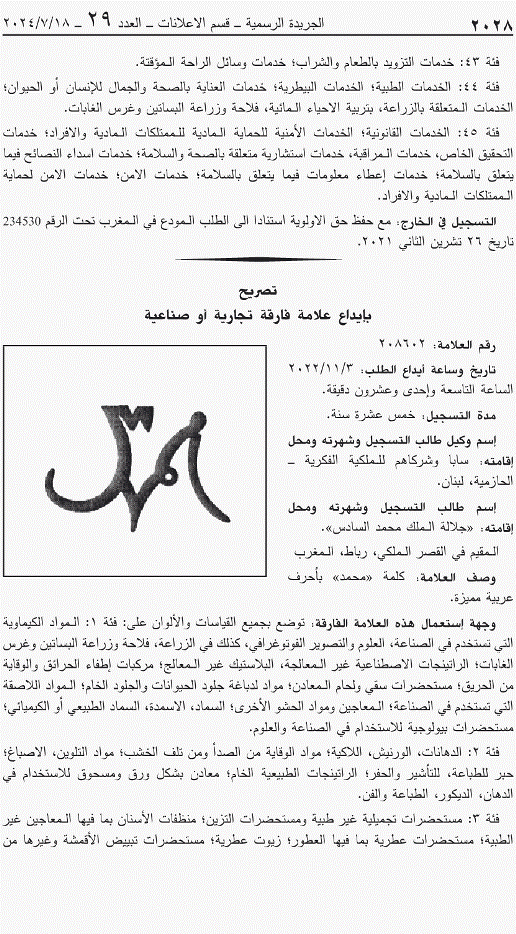 ٢٠٢٨ الجريدة الرسمية – قسم الاعلانات – العدد ٢٩ – ٢٠٢٤/٧/١٨
فئة ٤٣: خدمات التزويد بالطعام والشراب؛ خدمات وسائل الراحة المؤقتة.
فئة ٤٤: الخدمات الطبية؛ الخدمات البيطرية؛ خدمات العناية بالصحة والجمال للإنسان أو الحيوان؛
الخدمات المتعلقة بالزراعة، بتربية الاحياء المائية، فلاحة وزراعة البساتين وغرس الغابات.
فئة ٤٥: الخدمات القانونية؛ الخدمات الأمنية للحماية المادية للممتلكات المادية والافراد؛ خدمات
التحقيق الخاص، خدمات المراقبة، خدمات استشارية متعلقة بالصحة والسلامة؛ خدمات اسداء النصائح فيما
يتعلق بالسلامة؛ خدمات إعطاء معلومات فيما يتعلق بالسلامة؛ خدمات الامن؛ خدمات الامن لحماية
الممتلكات المادية والافراد.
التسجيل في الخارج: مع حفظ حق الاولوية استنادا الى الطلب المودع في المغرب تحت الرقم 234530
تاريخ ٢٦ تشرين الثاني ٢٠٢١.
تصريح
بإيداع علامة فارقة تجارية أو صناعية
رقم العلامة: ٢٠٨٦٠٢
تاريخ وساعة أيداع الطلب: ٢٠٢٢/١١/٣
الساعة التاسعة وإحدى وعشرون دقيقة.
مدة التسجيل: خمس عشرة سنة.
إسم وكيل طالب التسجيل وشهرته ومحل
إقامته: سابا وشركاهم للملكية الفكرية –
الحازمية، لبنان.
إسم طالب التسجيل وشهرته ومحل
إقامته: «جلالة الملك محمد السادس».
المقيم في القصر الملكي، رباط، المغرب
وصف العلامة: كلمة «محمد» بأحرف
عربية مميزة.
وجهة إستعمال هذه العلامة الفارقة: توضع بجميع القياسات والألوان على: فئة ١: المواد الكيماوية
التي تستخدم في الصناعة، العلوم والتصوير الفوتوغرافي، كذلك في الزراعة، فلاحة وزراعة البساتين وغرس
الغابات؛ الراتينجات الاصطناعية غير المعالجة، البلاستيك غير المعالج؛ مركبات إطفاء الحرائق والوقاية
من الحريق؛ مستحضرات سقي ولحام المعادن؛ مواد لدباغة جلود الحيوانات والجلود الخام؛ المواد اللاصقة
التي تستخدم في الصناعة؛ المعاجين ومواد الحشو الأخرى؛ السماد، الاسمدة، السماد الطبيعي أو الكيميائي؛
مستحضرات بيولوجية للاستخدام في الصناعة والعلوم.
فئة ٢: الدهانات، الورنيش، اللاكية؛ مواد الوقاية من الصدأ ومن تلف الخشب؛ مواد التلوين، الاصباغ؛
حبر للطباعة، للتأشير والحفر؛ الراتينجات الطبيعية الخام؛ معادن بشكل ورق ومسحوق للاستخدام في
الدهان, الديكور، الطباعة والفن.
فئة ٣: مستحضرات تجميلية غير طبية ومستحضرات التزين؛ منظفات الأسنان بما فيها المعاجين غير
الطبية؛ مستحضرات عطرية بما فيها العطور؛ زيوت عطرية؛ مستحضرات تبييض الأقمشة وغيرها من